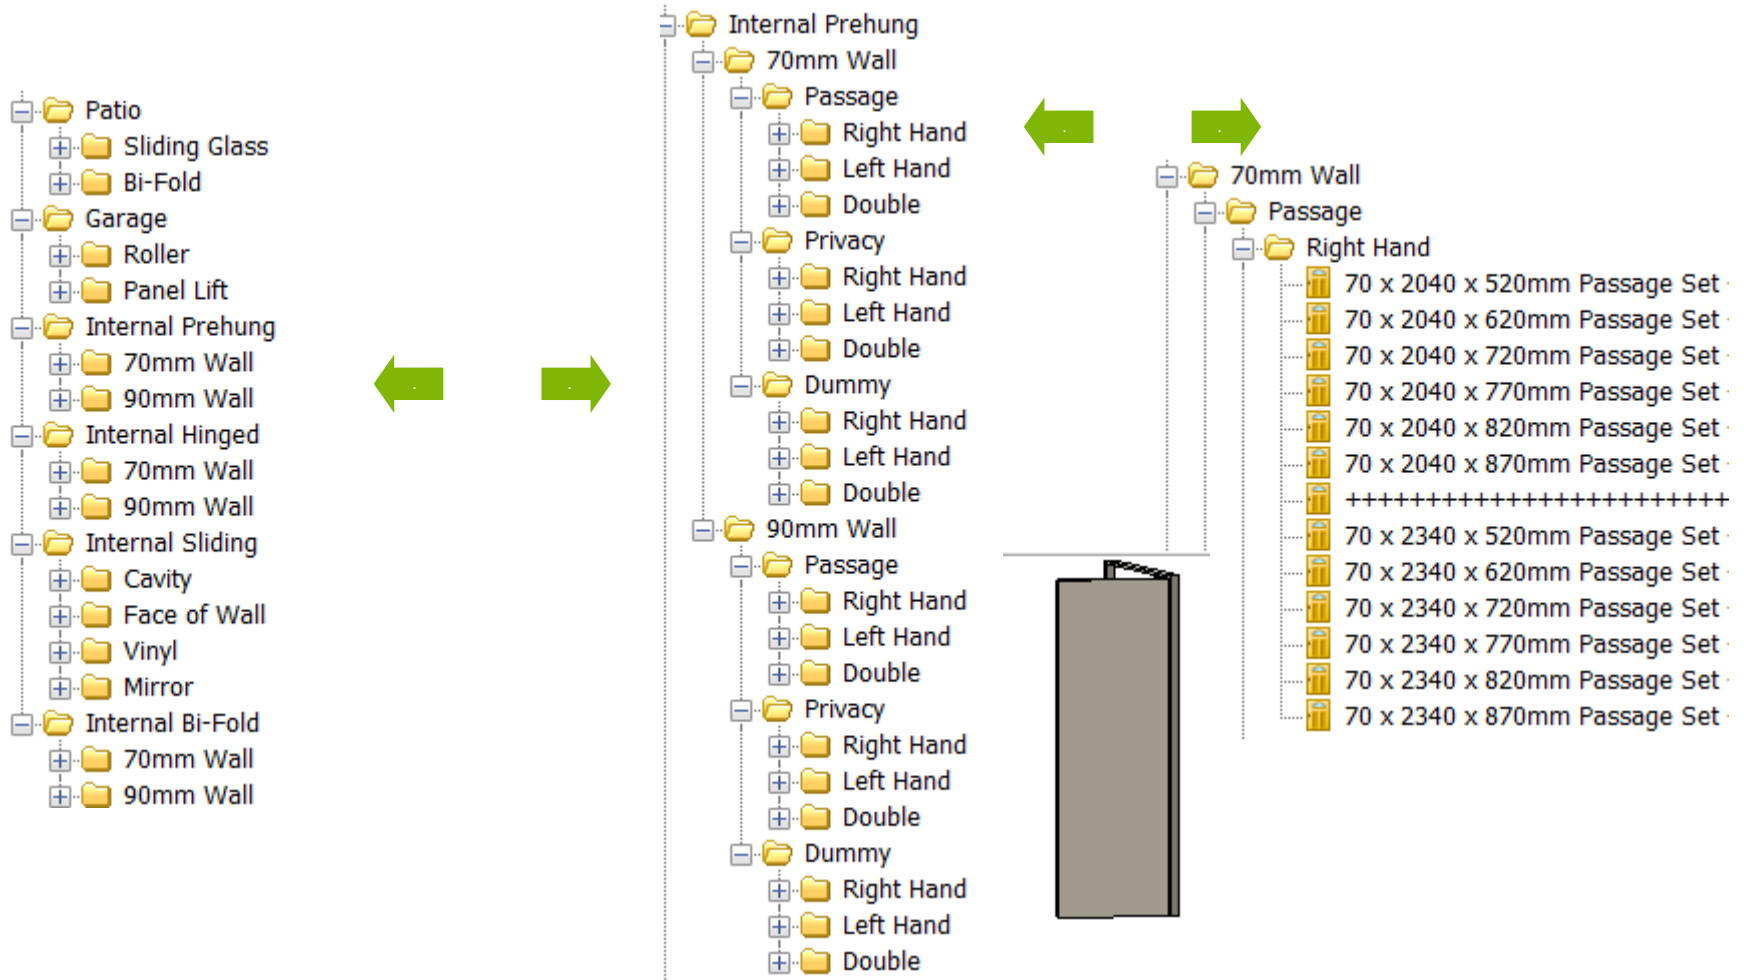 Patio
Sliding Glass
Bi-Fold
Garage
Roller
Panel Lift
Internal Prehung
70mm Wall
90mm Wall
Internal Hinged
70mm Wall
90mm Wall
Internal Sliding
Cavity
Face of Wall
Vinyl
Mirror
Internal Bi-Fold
70mm Wall
90mm Wall
Internal Prehung
70mm Wall
Passage
Right Hand
Left Hand
Double
Privacy
Right Hand
Left Hand
Double
Dummy
Right Hand
Left Hand
Double
90mm Wall
Passage
Right Hand
Left Hand
Double
Privacy
Right Hand
Left Hand
Double
Dummy
Right Hand
Left Hand
Double
70mm Wall
Passage
Right Hand
70 x 2040 x 520mm Passage Set
70 x 2040 x 620mm Passage Set
70 x 2040 x 720mm Passage Set
70 x 2040 x 770mm Passage Set
70 x 2040 x 820mm Passage Set
70 x 2040 x 870mm Passage Set
++++++++++++++++++++++++
70 x 2340 x 520mm Passage Set
70 x 2340 x 620mm Passage Set
70 x 2340 x 720mm Passage Set
70 x 2340 x 770mm Passage Set
70 x 2340 x 820mm Passage Set
70 x 2340 x 870mm Passage Set